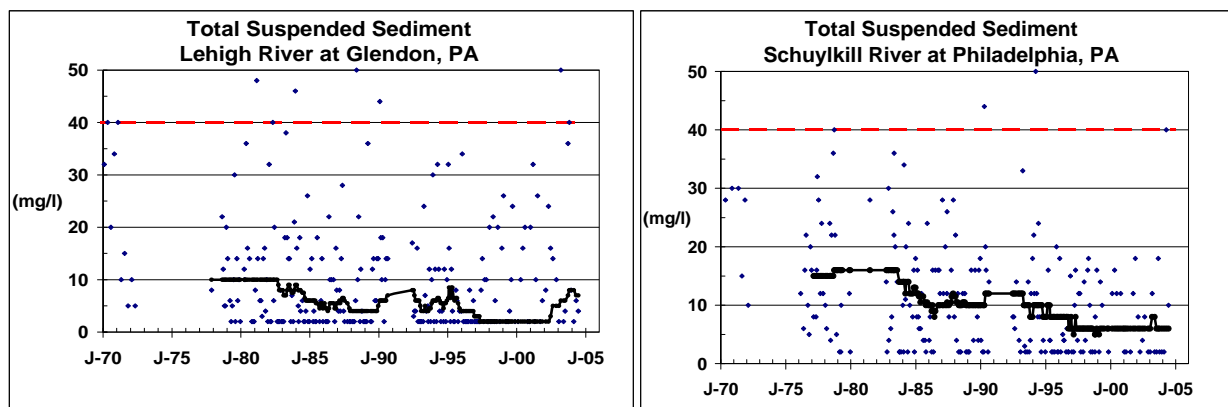 Total Suspended Sediment
Lehigh River at Glendon, PA
50
40
30
(mg/l)
20
10
0
J-70 J-75 J-80 J-85 J-90 J-95 J-00 J-05
Total Suspended Sediment
Schuylkill River at Philadelphia, PA
50
40
30
(mg/l)
20
10
0
J-70 J-75 J-80 J-85 J-90 J-95 J-00 J-05